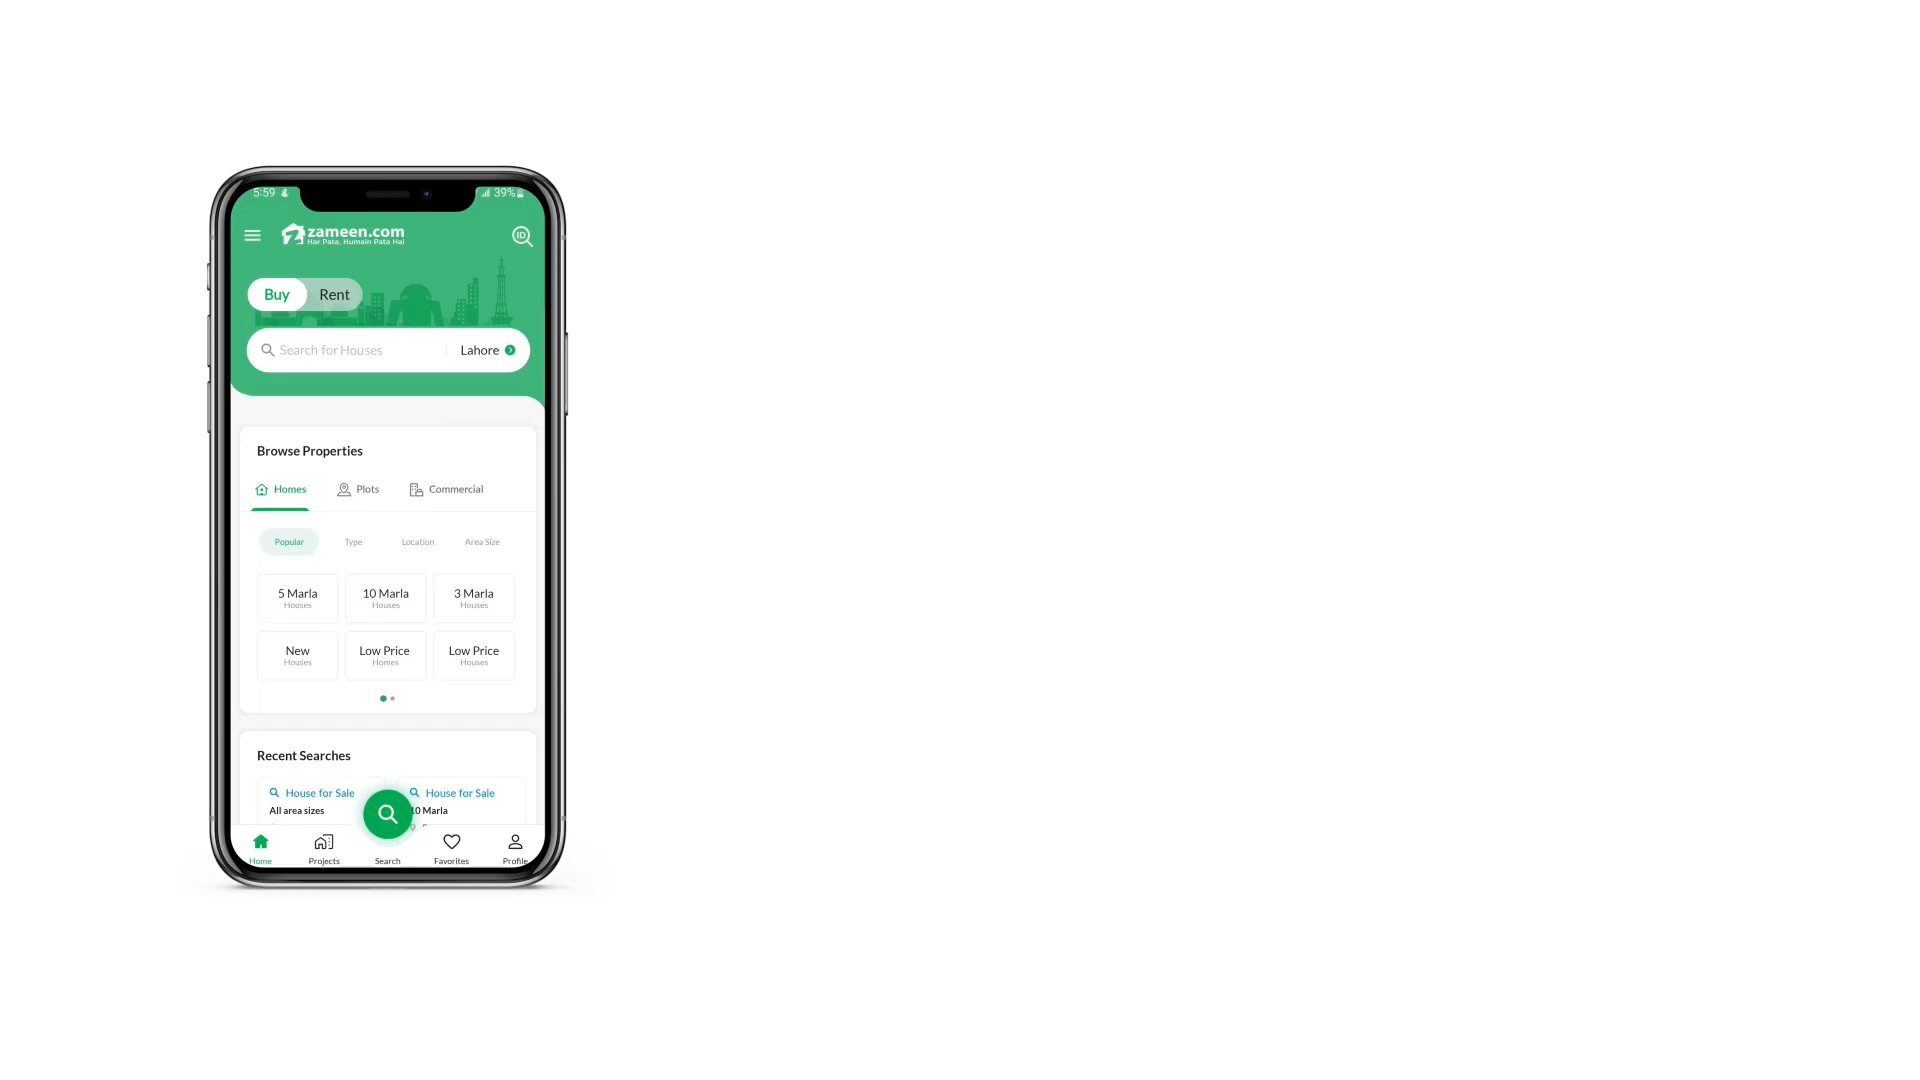 5:59
39%
zameen.com
Har Pata, Humain Pata Hai
ID
Buy Rent
Search for Houses
Lahore
Browse Properties
Homes Plots Commercial
Popular Type Location Area Size
5 Marla
Houses
10 Marla
Houses
3 Marla
Houses
New
Houses
Low Price
Homes
Low Price
Houses
Recent Searches
House for Sale
All area sizes
House for Sale
10 Marla
Home Projects Search Favorites Profile